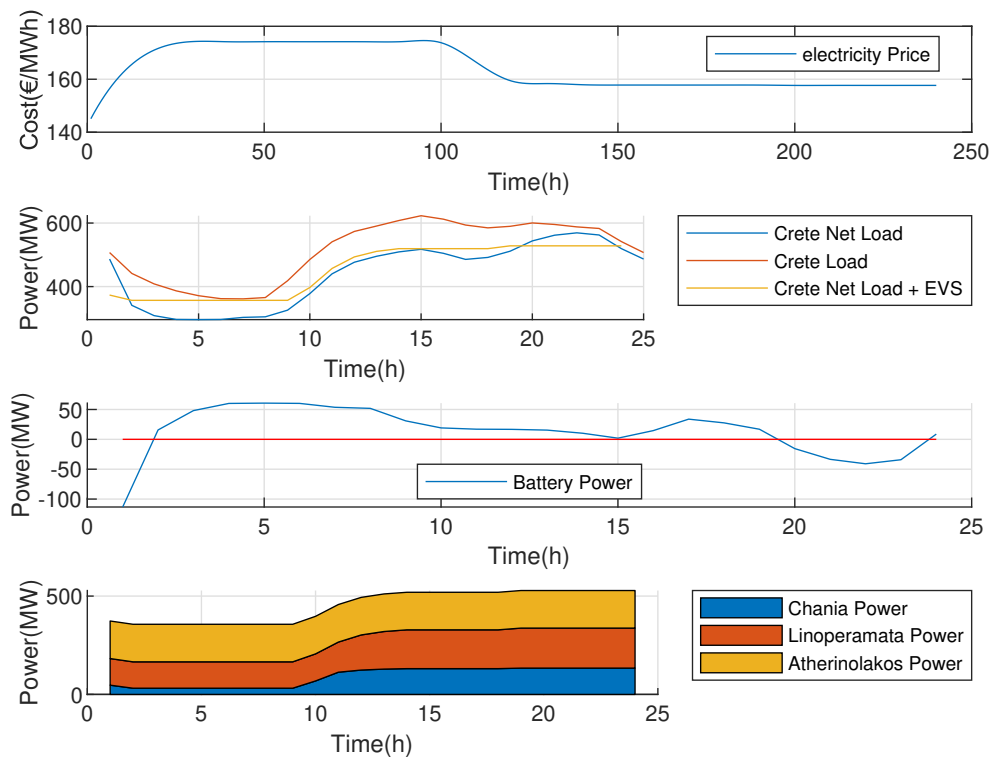 180
160
140
Cost(€/MWh)
electricity Price
0
50
100
150
200
250
Time(h)
600
400
Power(MW)
Crete Net Load
Crete Load
Crete Net Load + EVS
0
5
10
15
20
25
Time(h)
50
0
-50
-100
Power(MW)
Battery Power
0
5
10
15
20
25
Time(h)
500
0
Power(MW)
Chania Power
Linoperamata Power
Atherinolakos Power
0
5
10
15
20
25
Time(h)